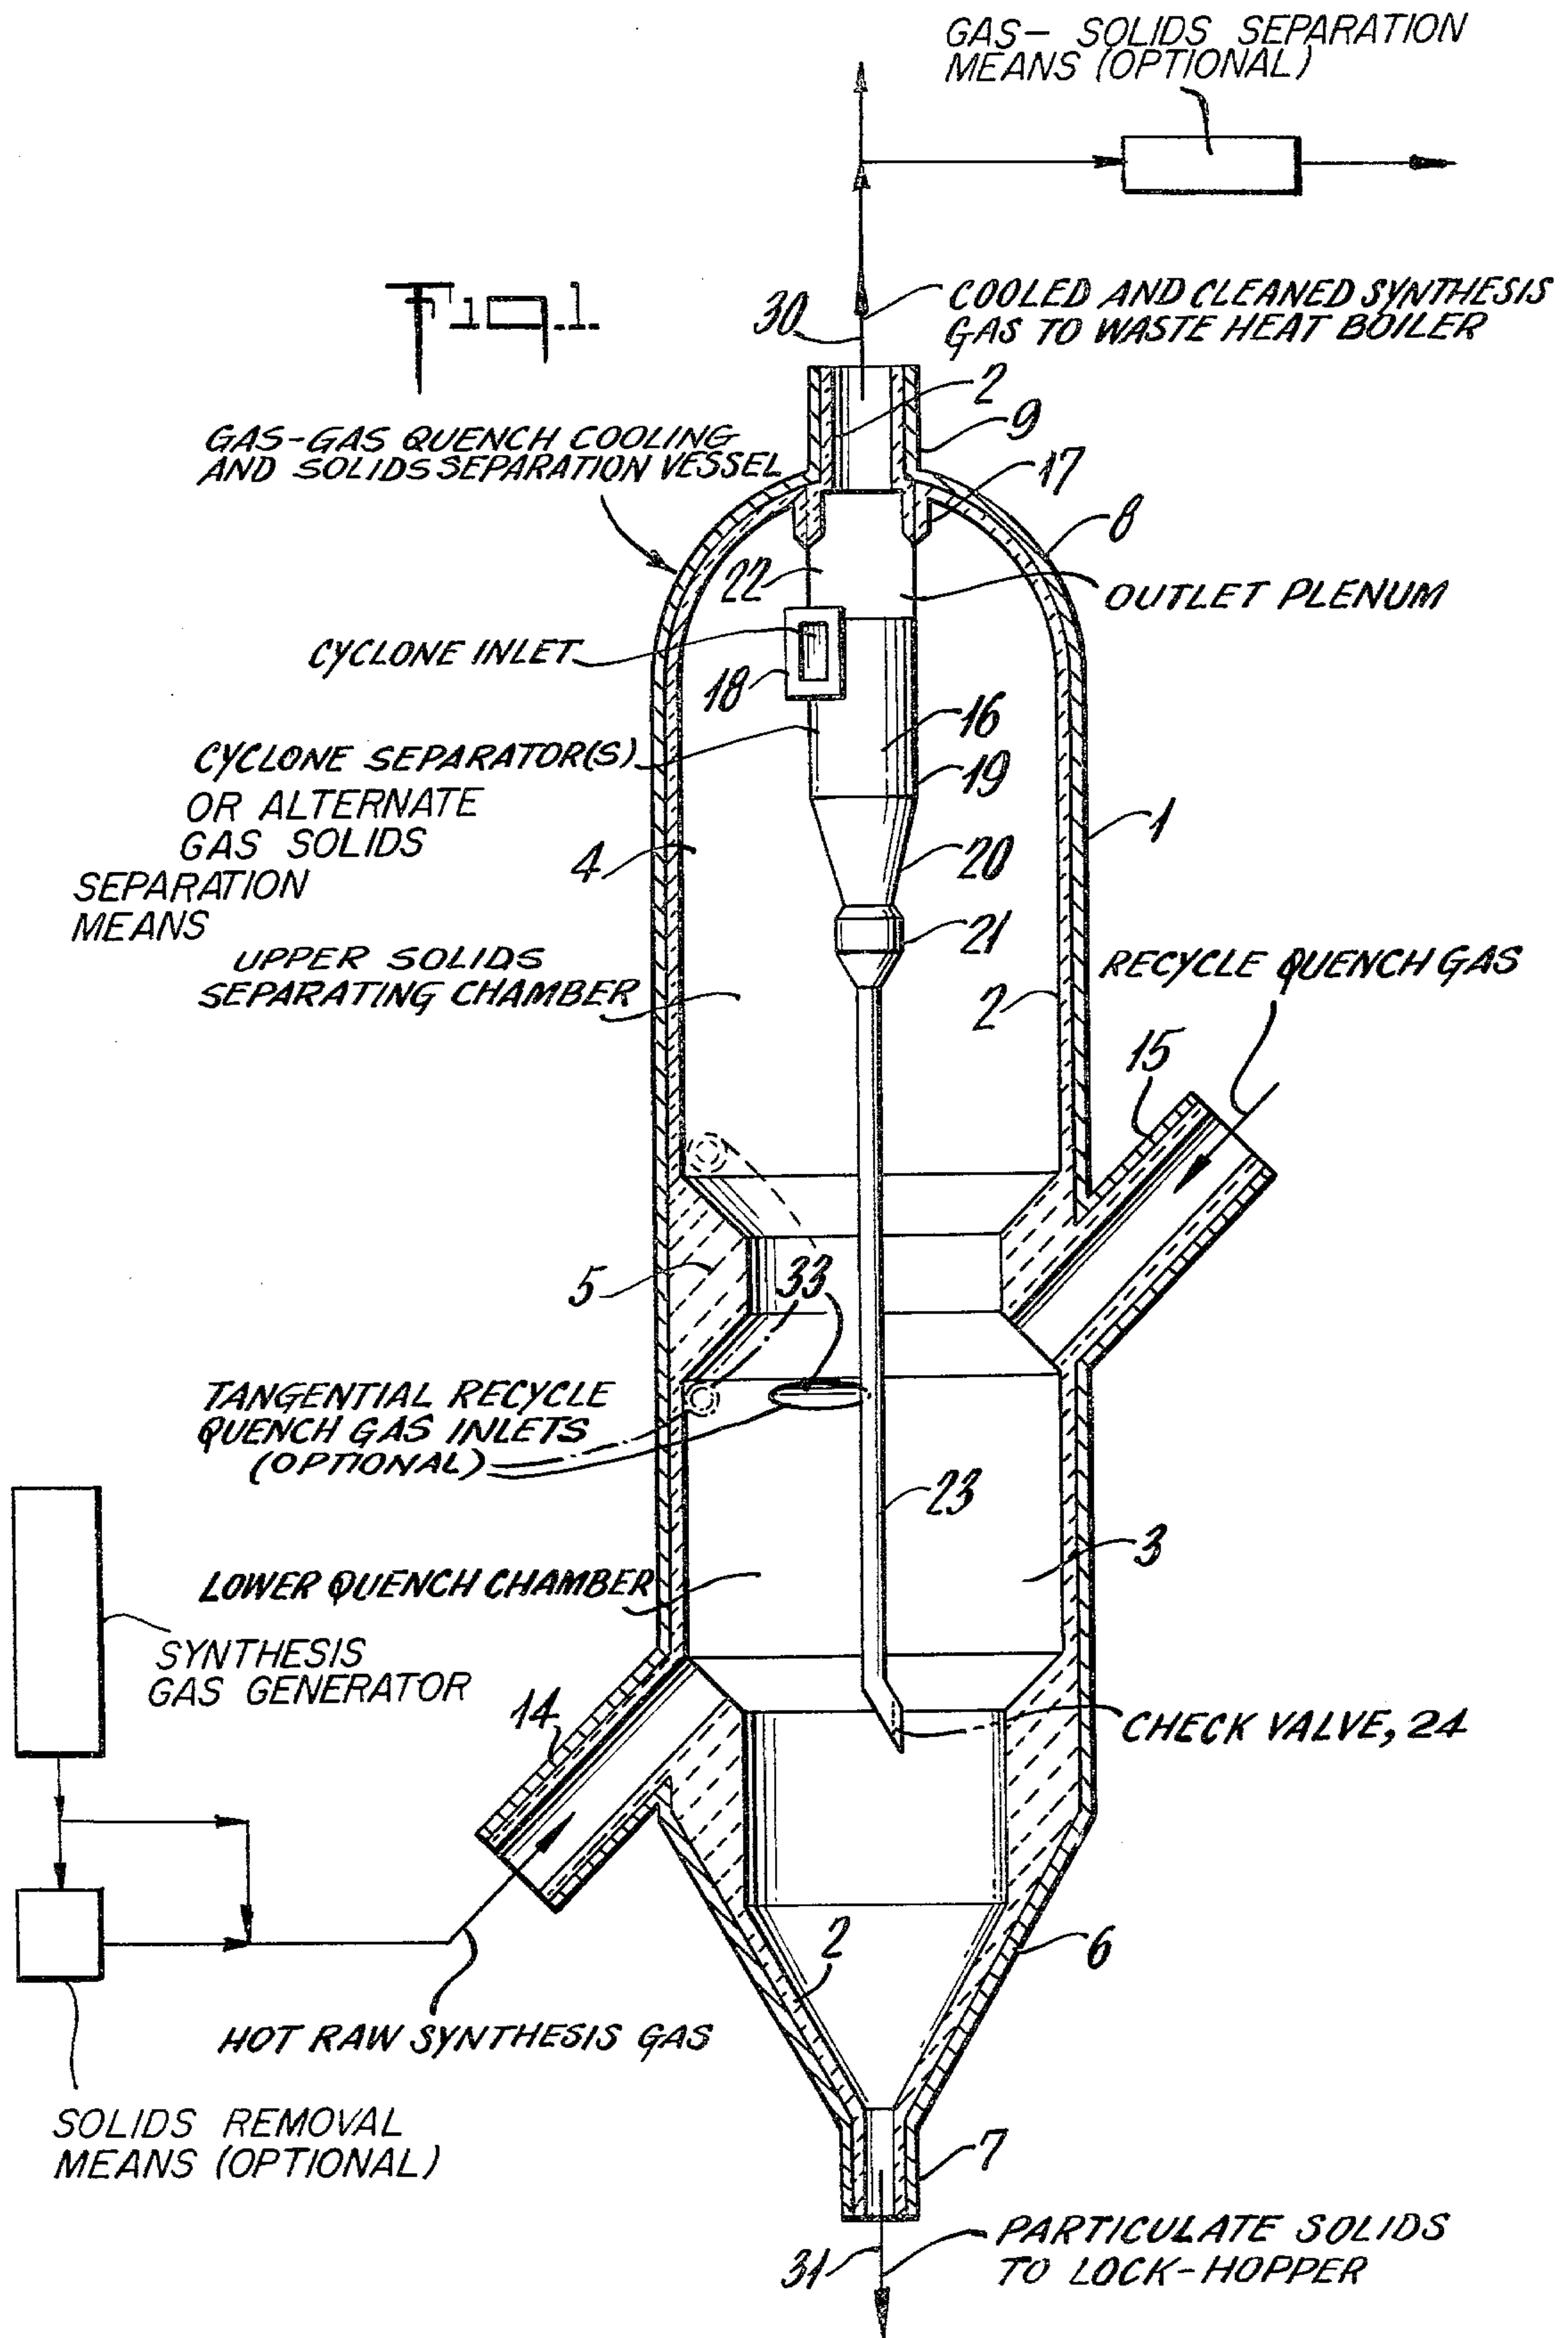 GAS- SOLIDS SEPARATION
MEANS (OPTIONAL)
Fig.1.
30
COOLED AND CLEANED SYNTHESIS
GAS TO WASTE HEAT BOILER
2
9
GAS-GAS QUENCH COOLING
AND SOLIDS SEPARATION VESSEL
17
8
22
OUTLET PLENUM
CYCLONE INLET
18
16
CYCLONE SEPARATOR(S)
OR ALTERNATE
GAS SOLIDS
SEPARATION
MEANS
19
1
4
20
21
UPPER SOLIDS
SEPARATING CHAMBER
RECYCLE QUENCH GAS
2
15
5
33
TANGENTIAL RECYCLE
QUENCH GAS INLETS
(OPTIONAL)
23
3
LOWER QUENCH CHAMBER
SYNTHESIS
GAS GENERATOR
14
CHECK VALVE, 24
2
6
HOT RAW SYNTHESIS GAS
SOLIDS REMOVAL
MEANS (OPTIONAL)
7
31
PARTICULATE SOLIDS
TO LOCK-HOPPER